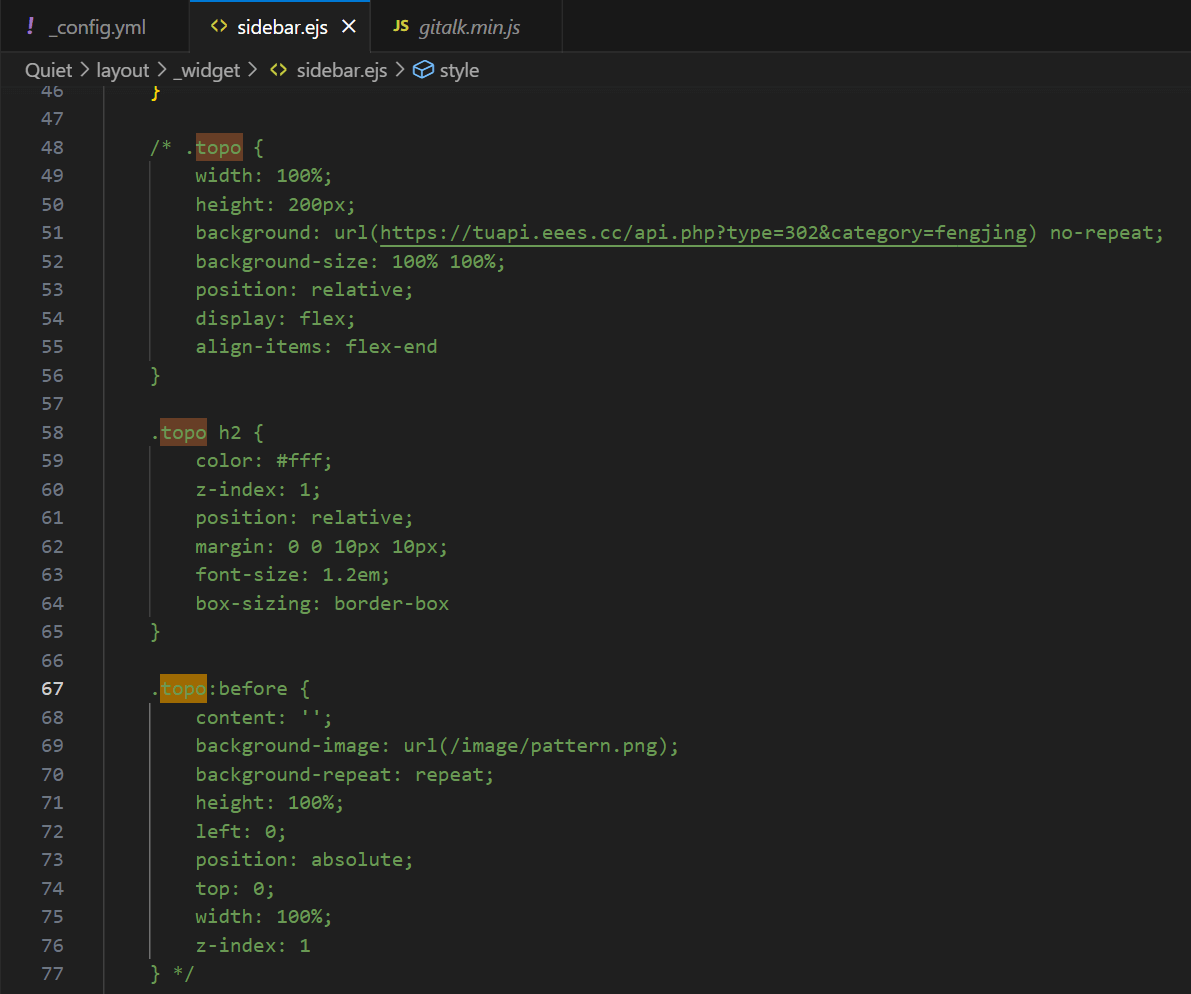 ! _config.yml <> sidebar.ejs × JS gitalk.min.js
Quiet > layout > _widget > <> sidebar.ejs > style
46 }
47
48 /* .topo {
49 width: 100%;
50 height: 200px;
51 background: url(https://tuapi.eees.cc/api.php?type=302&category=fengjing) no-repeat;
52 background-size: 100% 100%;
53 position: relative;
54 display: flex;
55 align-items: flex-end
56 }
57
58 .topo h2 {
59 color: #fff;
60 z-index: 1;
61 position: relative;
62 margin: 0 0 10px 10px;
63 font-size: 1.2em;
64 box-sizing: border-box
65 }
66
67 .topo:before {
68 content: '';
69 background-image: url(/image/pattern.png);
70 background-repeat: repeat;
71 height: 100%;
72 left: 0;
73 position: absolute;
74 top: 0;
75 width: 100%;
76 z-index: 1
77 } */